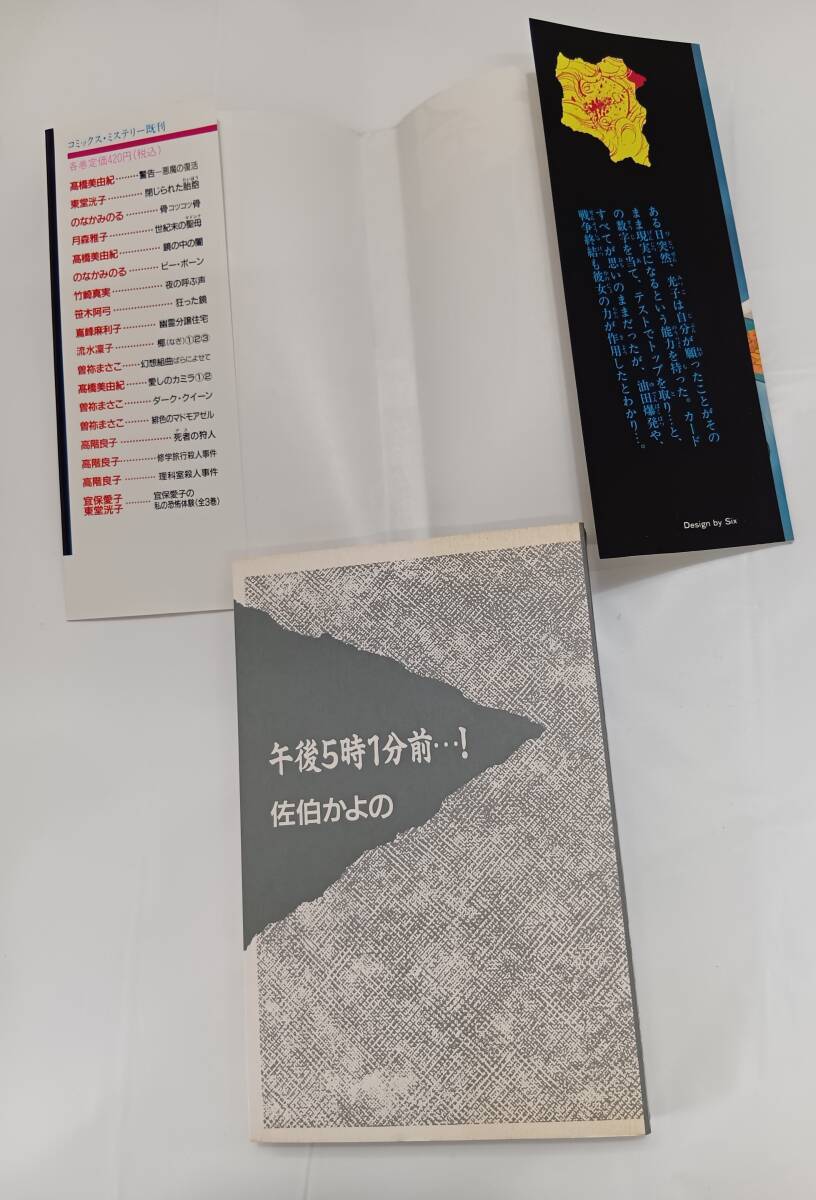 コミックス・ミステリー既刊
各巻定価420円(税込)
高橋美由紀………警告―悪魔の復活
東堂洸子…………閉じられた胎胞
のなかみのる…………骨コツコツ骨
月森雅子……………世紀末の聖母
高橋美由紀……………鏡の中の闇
のなかみのる…………ピー・ポーン
竹崎真実……………夜の呼ぶ声
笹木阿弓………………狂った鏡
嘉峰麻利子…………幽霊分譲住宅
流水凜子…………梛(なぎ)①②③
曽祢まさこ……幻想組曲ばらによせて
高橋美由紀……愛しのカミラ①②
曽祢まさこ………ダーク・クイーン
曽祢まさこ………緋色のマドモアゼル
高階良子………………死者の狩人
高階良子…………修学旅行殺人事件
高階良子…………理科室殺人事件
宜保愛子
東堂洸子………宜保愛子の
私の恐怖体験(全3巻)
ある日突然、光子は自分が願ったことがその
まま現実になるという能力を持った。カード
の数字を当て、テストでトップを取り…と、
すべてが思いのままだったが、油田爆発や、
戦争終結も彼女の力が作用したとわかり…。
Design by Six
午後5時1分前…!
佐伯かよの